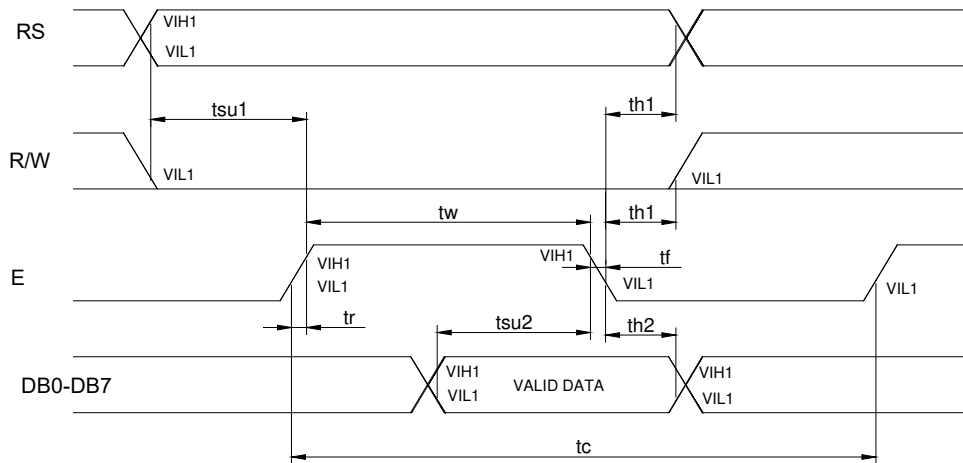 RS
VIH1
VIL1
tsu1
th1
R/W
VIL1
VIL1
tw
th1
E
VIH1
VIL1
VIH1
tf
VIL1
VIL1
tr
tsu2
th2
DB0-DB7
VIH1
VIL1
VALID DATA
VIH1
VIL1
tc